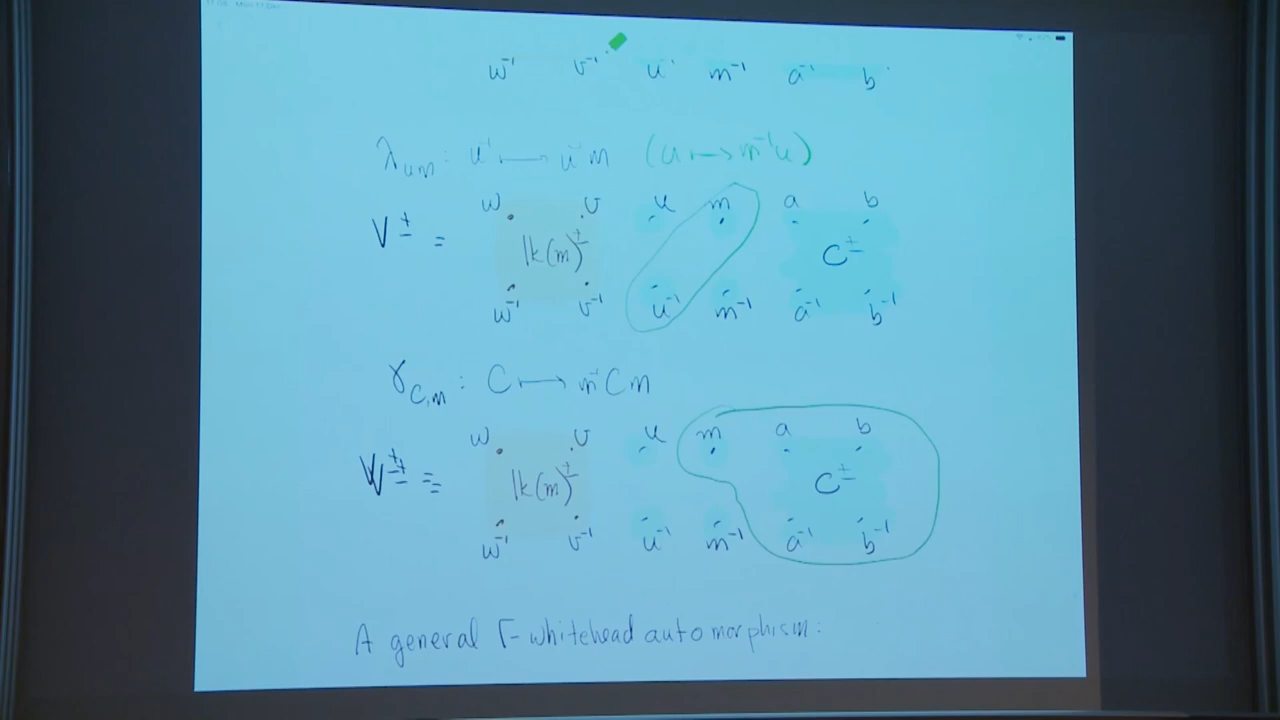 w⁻¹ v⁻¹ u⁻¹ m⁻¹ a⁻¹ b⁻
λ_{u,m} : u⁻¹ ⟼ u⁻¹m (u ⟼ m⁻¹u)
w v u m a b
V^± = lk(m)^± C^±
w⁻¹ v⁻¹ u⁻¹ m⁻¹ a⁻¹ b⁻¹
γ_{C,m} : C ⟼ m⁻¹Cm
w v u m a b
V^± = lk(m)^± C^±
w⁻¹ v⁻¹ u⁻¹ m⁻¹ a⁻¹ b⁻¹
A general Γ-whitehead automorphism: